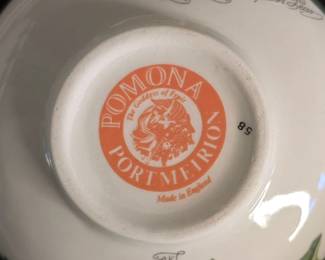 POMONA
The Goddess of Fruit
PORTMEIRION
Made in England
58